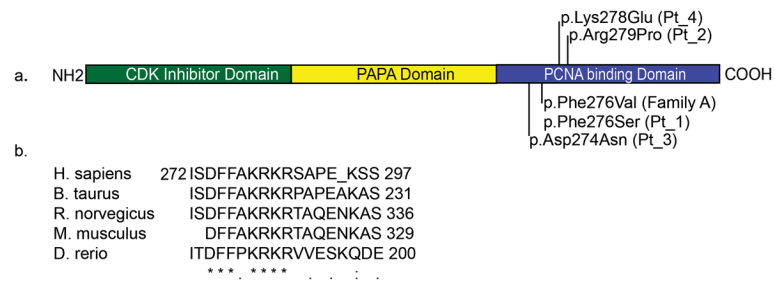 p.Lys278Glu (Pt_4)
p.Arg279Pro (Pt_2)
a. NH2 CDK Inhibitor Domain PAPA Domain PCNA binding Domain COOH
p.Phe276Val (Family A)
p.Phe276Ser (Pt_1)
p.Asp274Asn (Pt_3)
b.
H. sapiens 272 ISDFFAKRKRSAPE_KSS 297
B. taurus ISDFFAKRKRPAPEAKAS 231
R. norvegicus ISDFFAKRKRTAQENKAS 336
M. musculus DFFAKRKRTAQENKAS 329
D. rerio ITDFFPKRKRVVESKQDE 200
* * * . * * * * . . : .